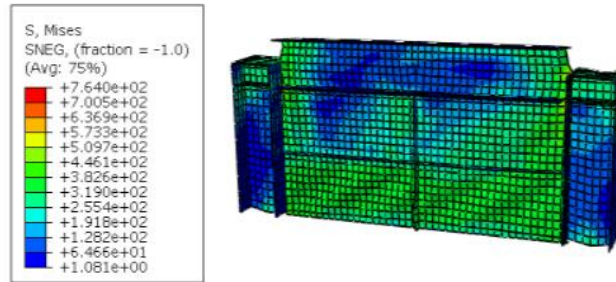 S, Mises
SNEG, (fraction = -1.0)
(Avg: 75%)
+7.640e+02
+7.005e+02
+6.369e+02
+5.733e+02
+5.097e+02
+4.461e+02
+3.826e+02
+3.190e+02
+2.554e+02
+1.918e+02
+1.282e+02
+6.466e+01
+1.081e+00